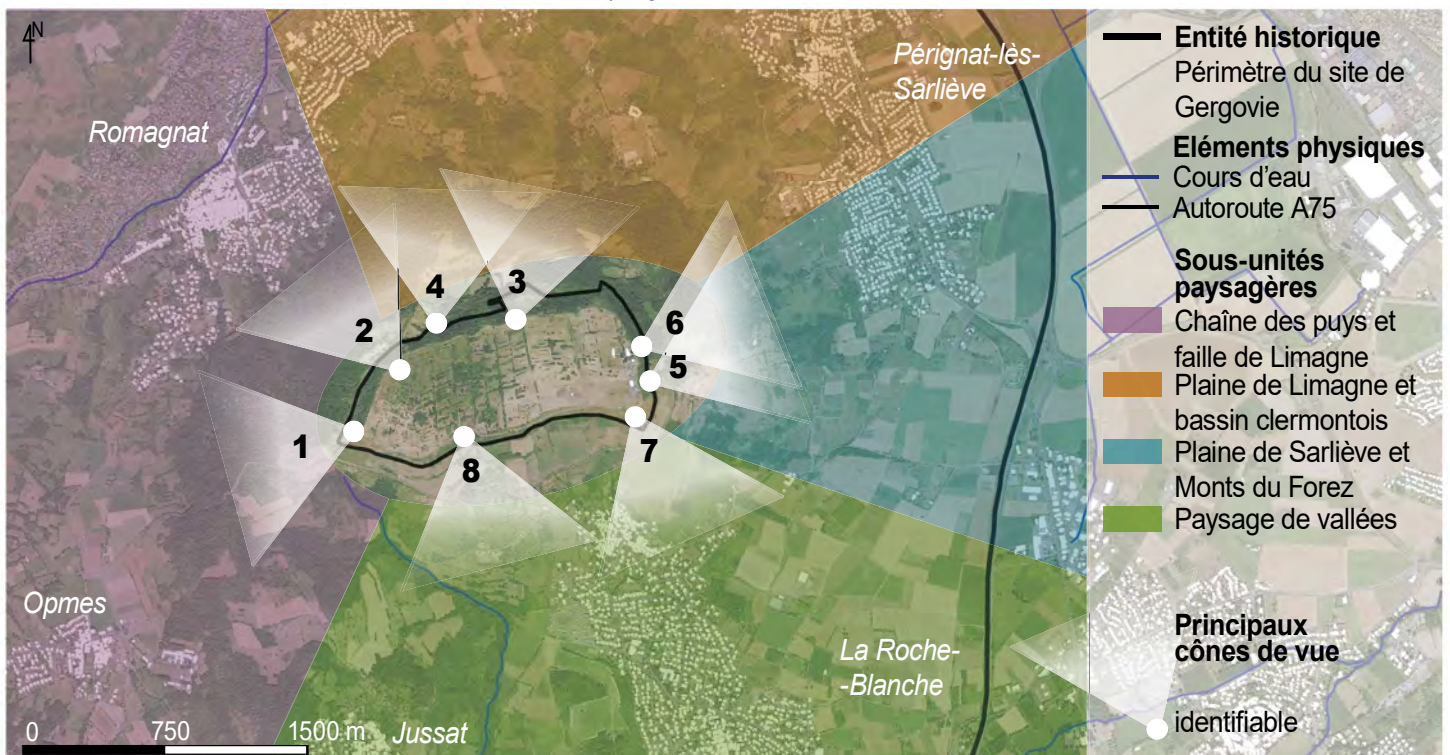 N
Romagnat
Pérignat-lès-
Sarliève
4
3
2
6
5
1
8
7
Opmes
La Roche-
-Blanche
0 750 1500 m
Jussat
Entité historique
Périmètre du site de
Gergovie
Eléments physiques
Cours d'eau
Autoroute A75
Sous-unités
paysagères
Chaîne des puys et
faille de Limagne
Plaine de Limagne et
bassin clermontois
Plaine de Sarliève et
Monts du Forez
Paysage de vallées
Principaux
cônes de vue
identifiable